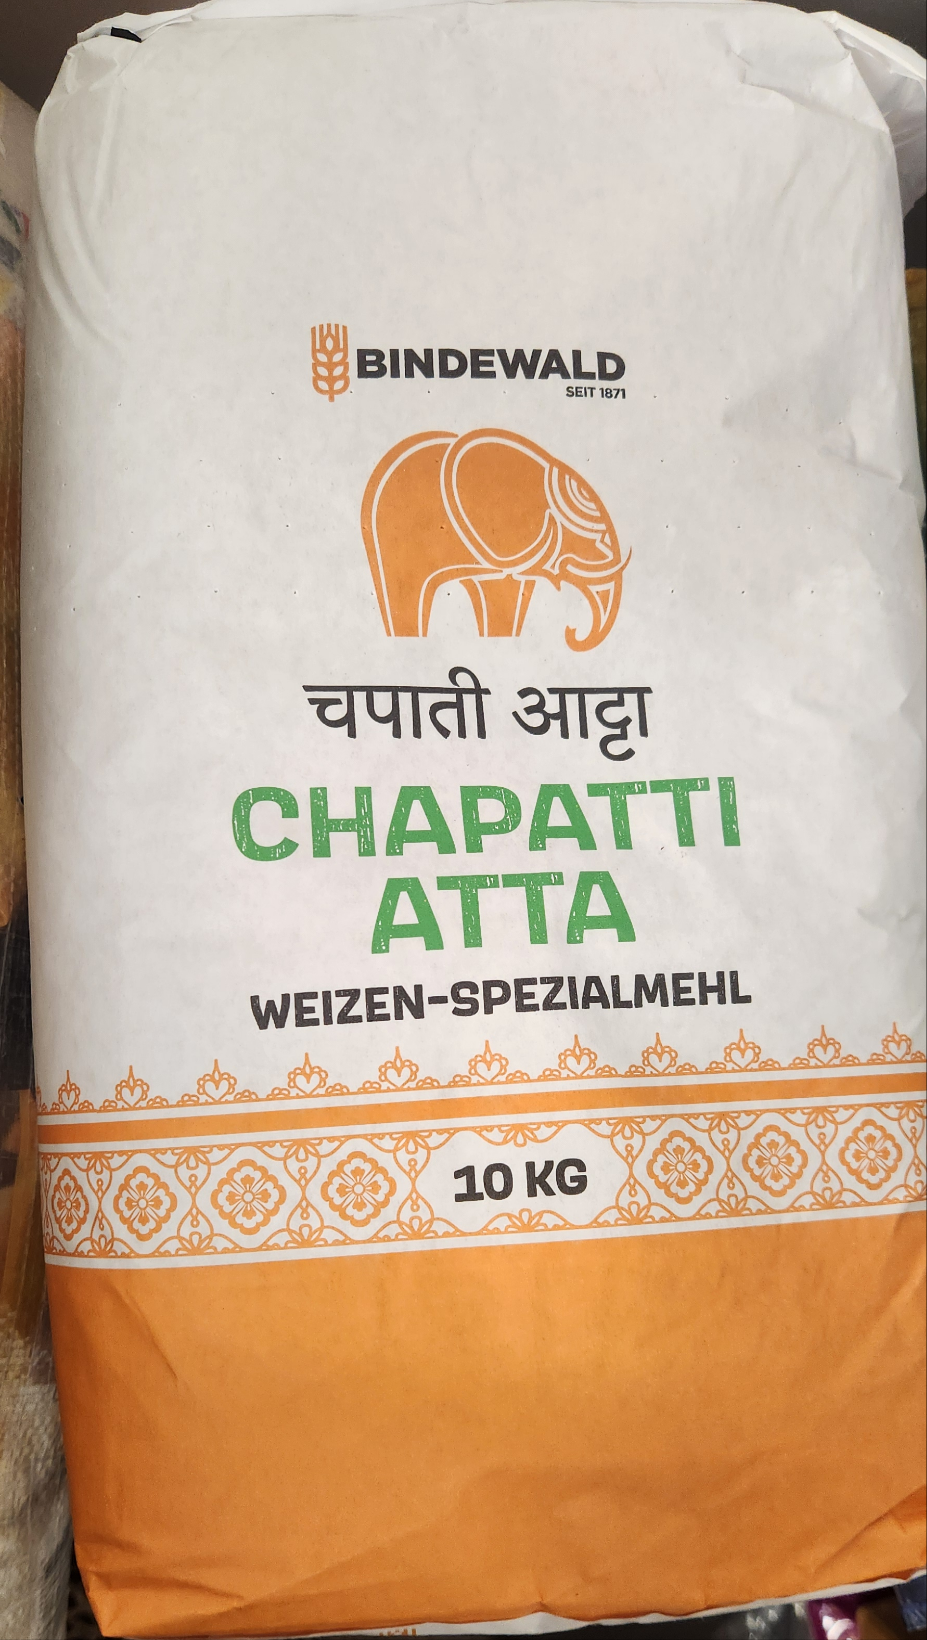 BINDEWALD
SEIT 1871
चपाती आट्टा
CHAPATTI
ATTA
WEIZEN-SPEZIALMEHL
10 KG